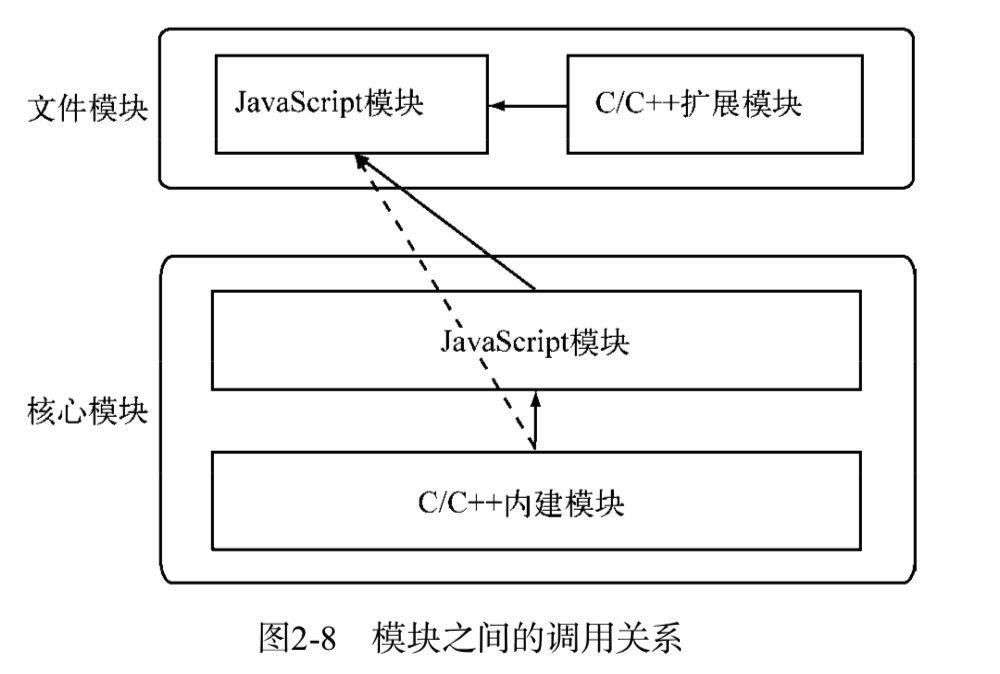 文件模块
JavaScript模块
C/C++扩展模块
核心模块
JavaScript模块
C/C++内建模块
图2-8 模块之间的调用关系